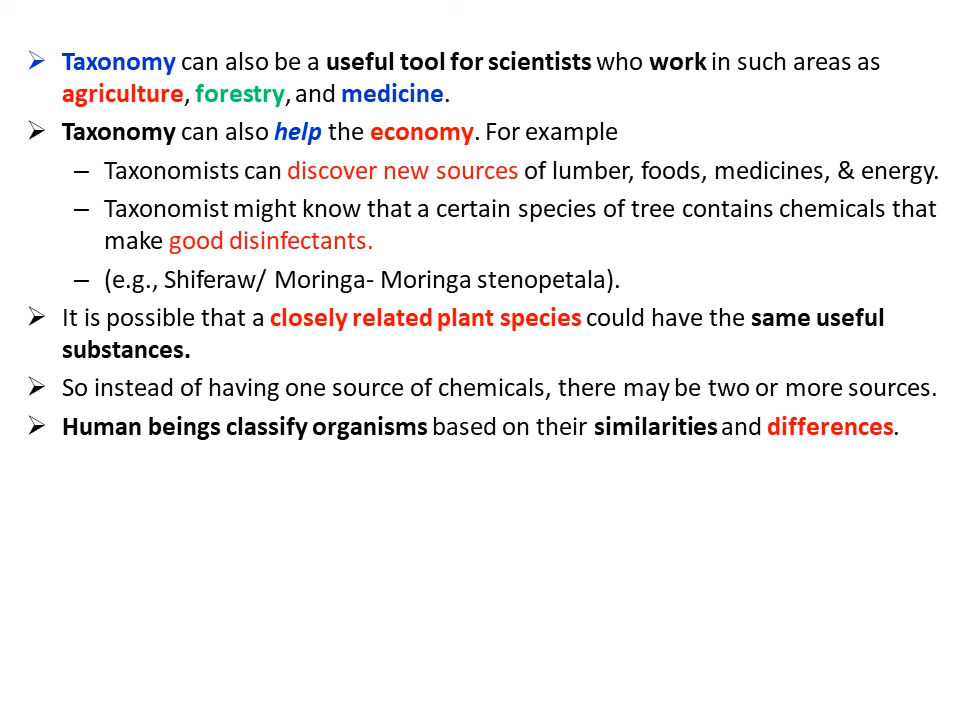 ➢ Taxonomy can also be a useful tool for scientists who work in such areas as
agriculture, forestry, and medicine.
➢ Taxonomy can also help the economy. For example
– Taxonomists can discover new sources of lumber, foods, medicines, & energy.
– Taxonomist might know that a certain species of tree contains chemicals that
make good disinfectants.
– (e.g., Shiferaw/ Moringa- Moringa stenopetala).
➢ It is possible that a closely related plant species could have the same useful
substances.
➢ So instead of having one source of chemicals, there may be two or more sources.
➢ Human beings classify organisms based on their similarities and differences.